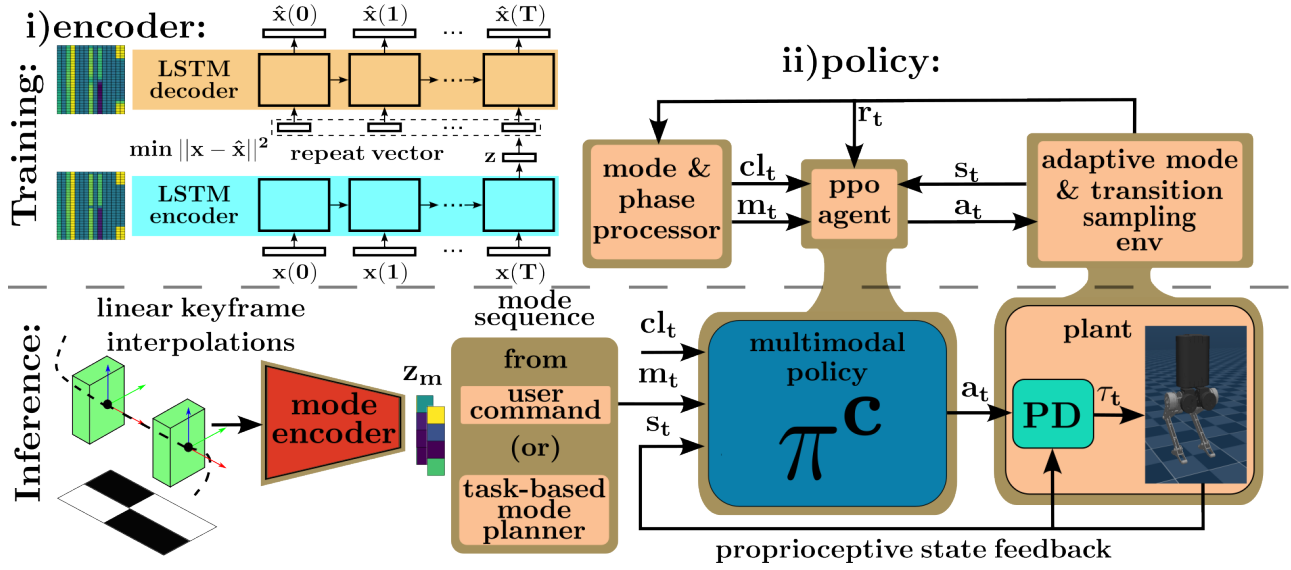 i)encoder:
Training:
x̂(0) x̂(1) ... x̂(T)
LSTM
decoder
...
...
min ||x − x̂||²
repeat vector
z
LSTM
encoder
...
x(0) x(1) ... x(T)
ii)policy:
r_t
mode &
phase
processor
cl_t
m_t
ppo
agent
s_t
a_t
adaptive mode
& transition
sampling
env
Inference:
linear keyframe
interpolations
mode
encoder
z_m
mode
sequence
from
user
command
(or)
task-based
mode
planner
cl_t
m_t
s_t
multimodal
policy
π^c
a_t
plant
PD
τ_t
proprioceptive state feedback